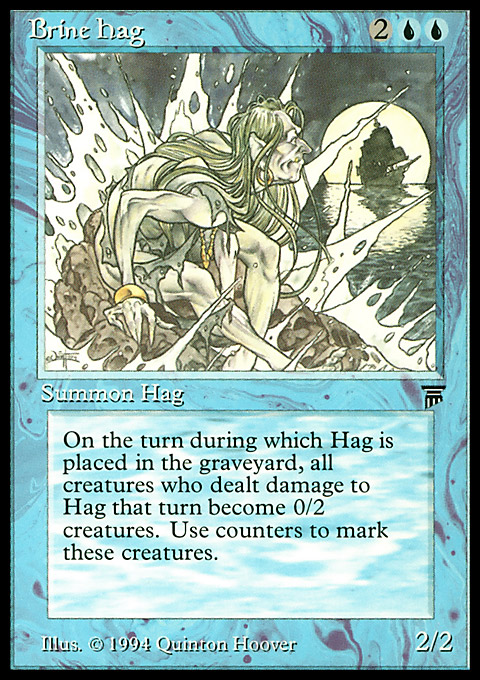 Brine Hag 2
Summon Hag
On the turn during which Hag is
placed in the graveyard, all
creatures who dealt damage to
Hag that turn become 0/2
creatures. Use counters to mark
these creatures.
Illus. © 1994 Quinton Hoover 2/2